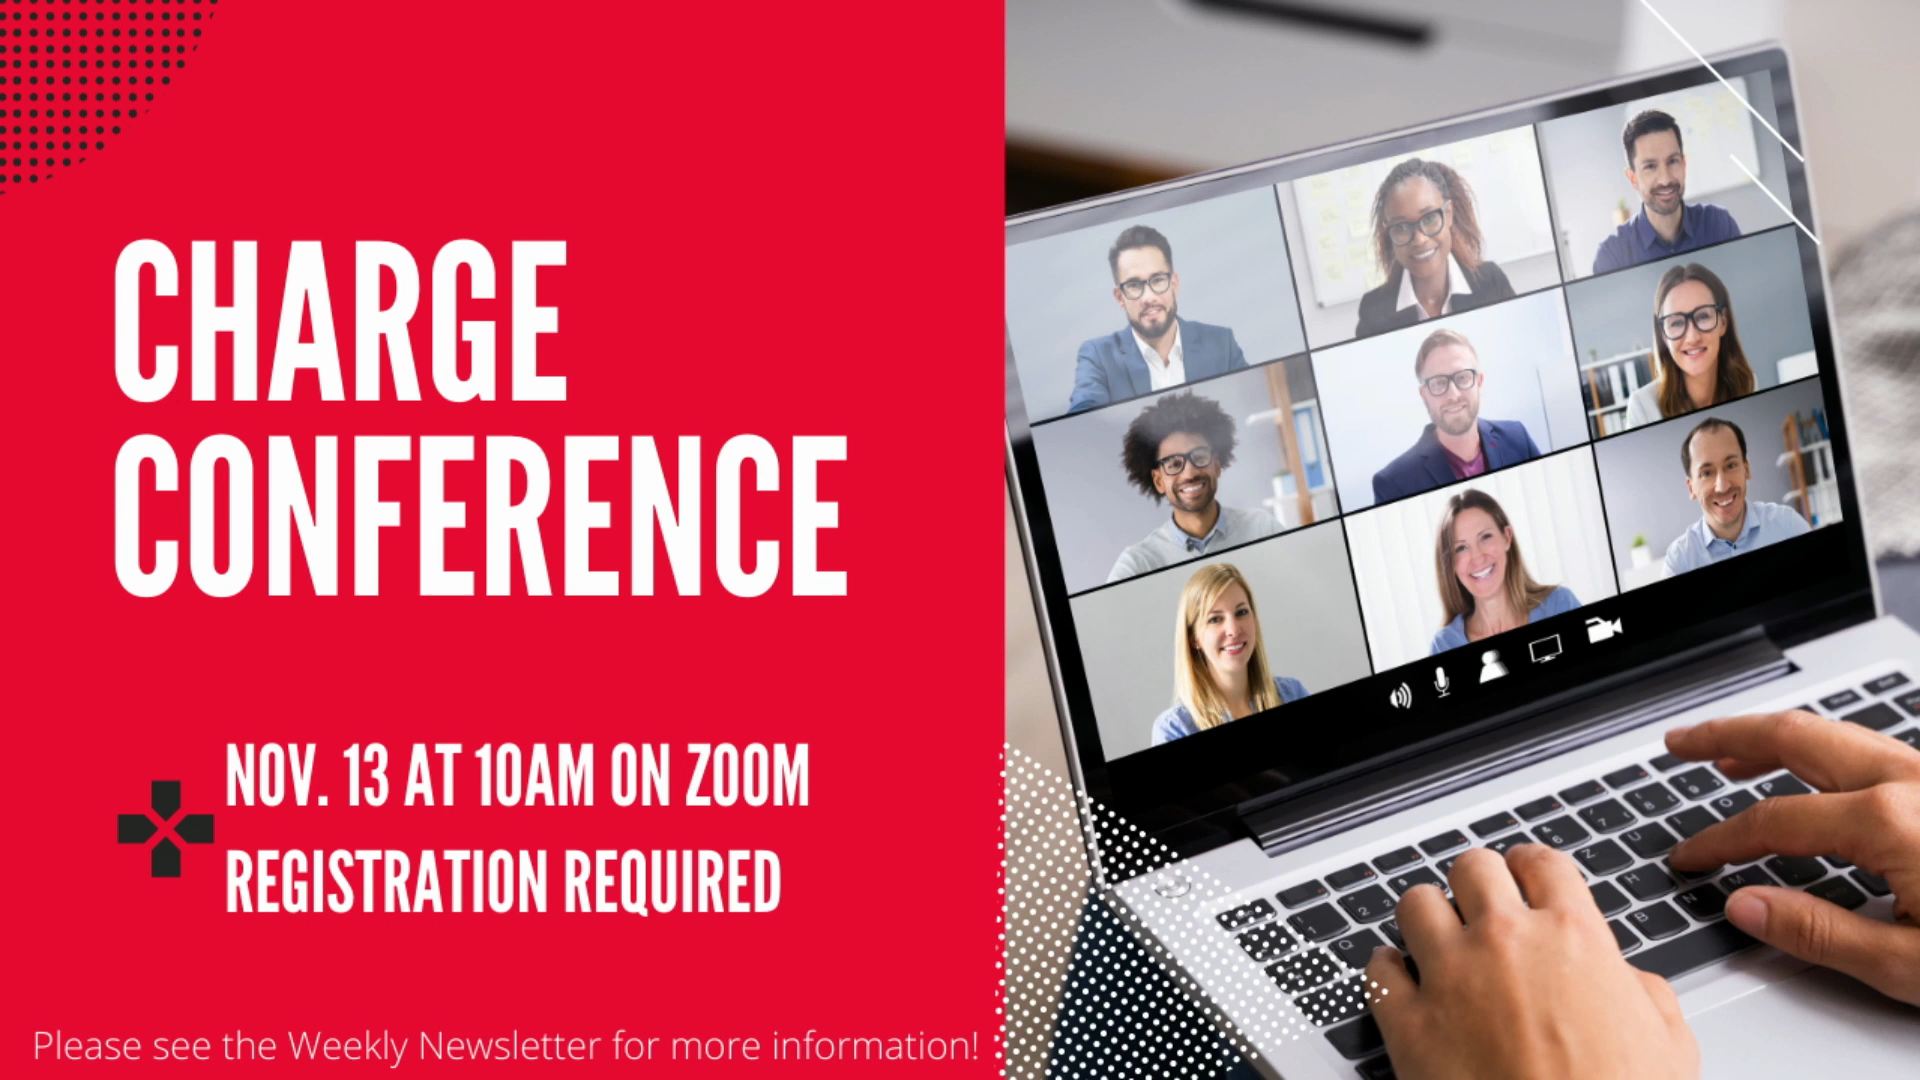 CHARGE
CONFERENCE
NOV. 13 AT 10AM ON ZOOM
REGISTRATION REQUIRED
Please see the Weekly Newsletter for more information!